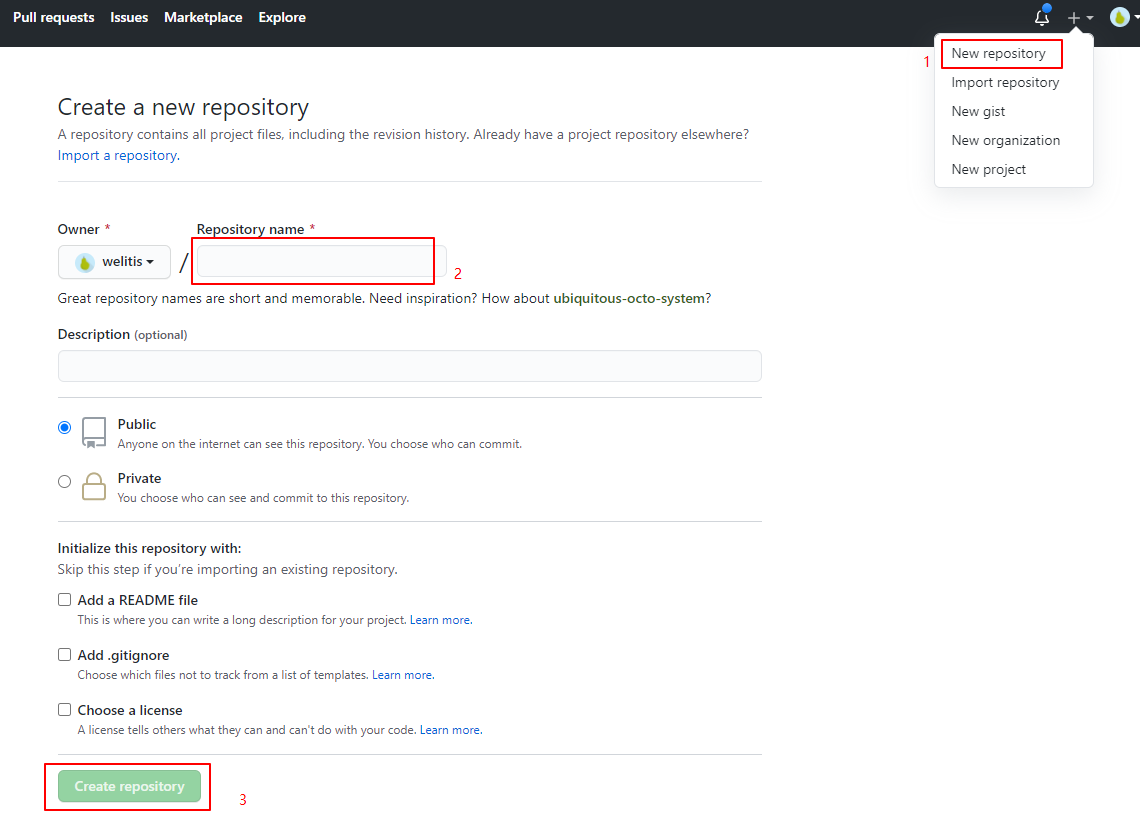 Pull requests Issues Marketplace Explore
1
New repository
Import repository
New gist
New organization
New project
Create a new repository
A repository contains all project files, including the revision history. Already have a project repository elsewhere?
Import a repository.
Owner * Repository name *
welitis / 2
Great repository names are short and memorable. Need inspiration? How about ubiquitous-octo-system?
Description (optional)
Public
Anyone on the internet can see this repository. You choose who can commit.
Private
You choose who can see and commit to this repository.
Initialize this repository with:
Skip this step if you’re importing an existing repository.
Add a README file
This is where you can write a long description for your project. Learn more.
Add .gitignore
Choose which files not to track from a list of templates. Learn more.
Choose a license
A license tells others what they can and can't do with your code. Learn more.
Create repository 3